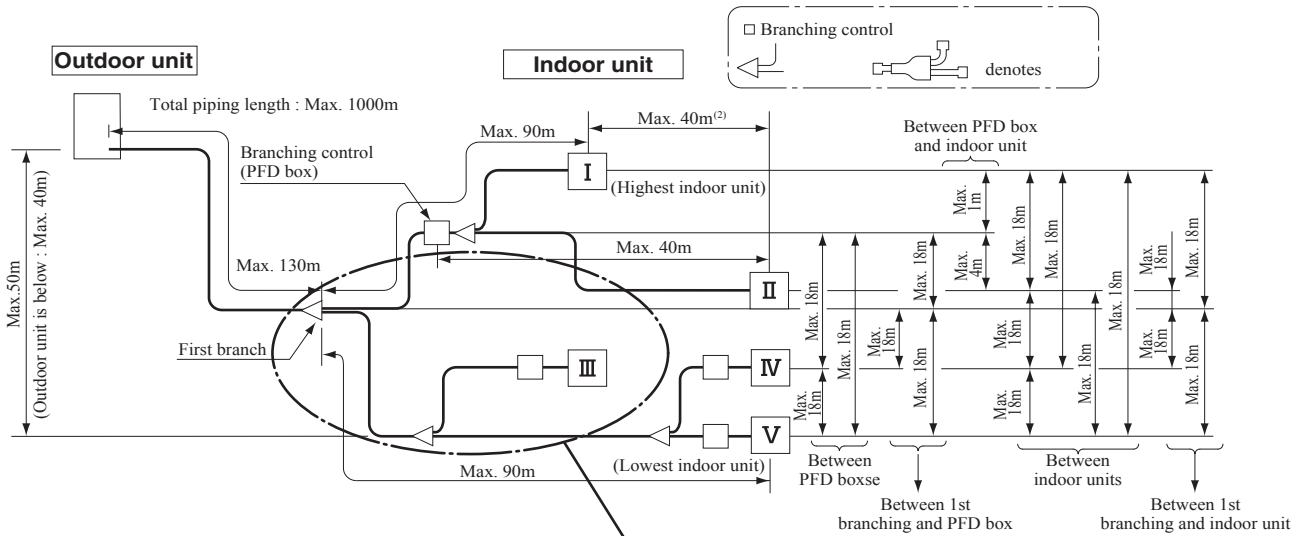 □ Branching control
denotes
Outdoor unit
Indoor unit
Total piping length : Max. 1000m
Max. 40m(2)
Max. 90m
Branching control
(PFD box)
Between PFD box
and indoor unit
I
(Highest indoor unit)
Max.
1m
Max. 18m
Max. 18m
Max. 18m
Max. 18m
Max.50m
(Outdoor unit is below : Max. 40m)
Max. 130m
Max. 40m
Max. 18m
Max. 18m
Max. 18m
Max.
4m
Max.
18m
II
First branch
Max.
18m
Max. 18m
Max.
18m
Max. 18m
Max.
18m
Max. 18m
III
IV
Max.
18m
Max.
18m
V
(Lowest indoor unit)
Max. 90m
Between
PFD boxse
Between
indoor units
Between 1st
branching and PFD box
Between 1st
branching and indoor unit